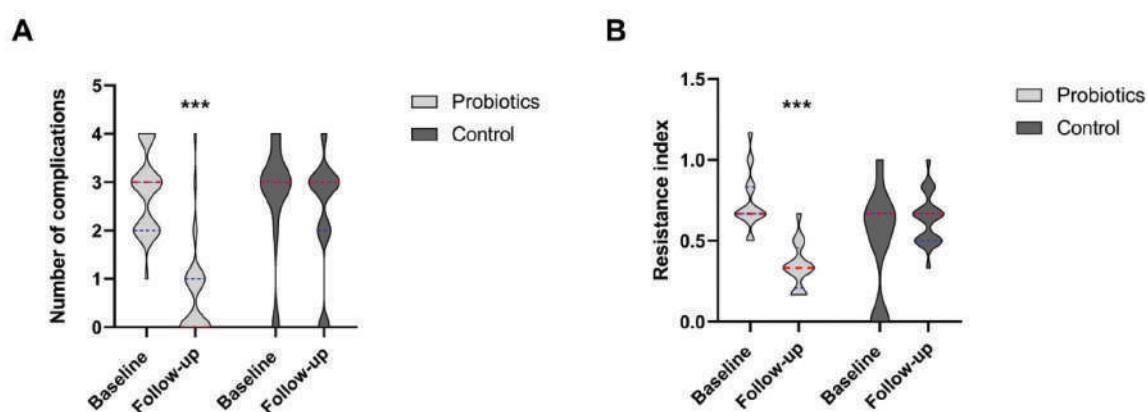 A
Number of complications
5
4
3
2
1
0
***
Baseline
Follow-up
Baseline
Follow-up
Probiotics
Control
B
Resistance index
1.5
1.0
0.5
0.0
***
Baseline
Follow-up
Baseline
Follow-up
Probiotics
Control